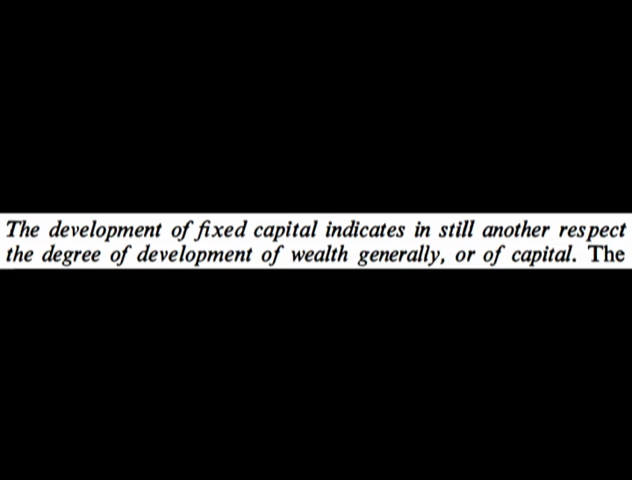 The development of fixed capital indicates in still another respect
the degree of development of wealth generally, or of capital. The